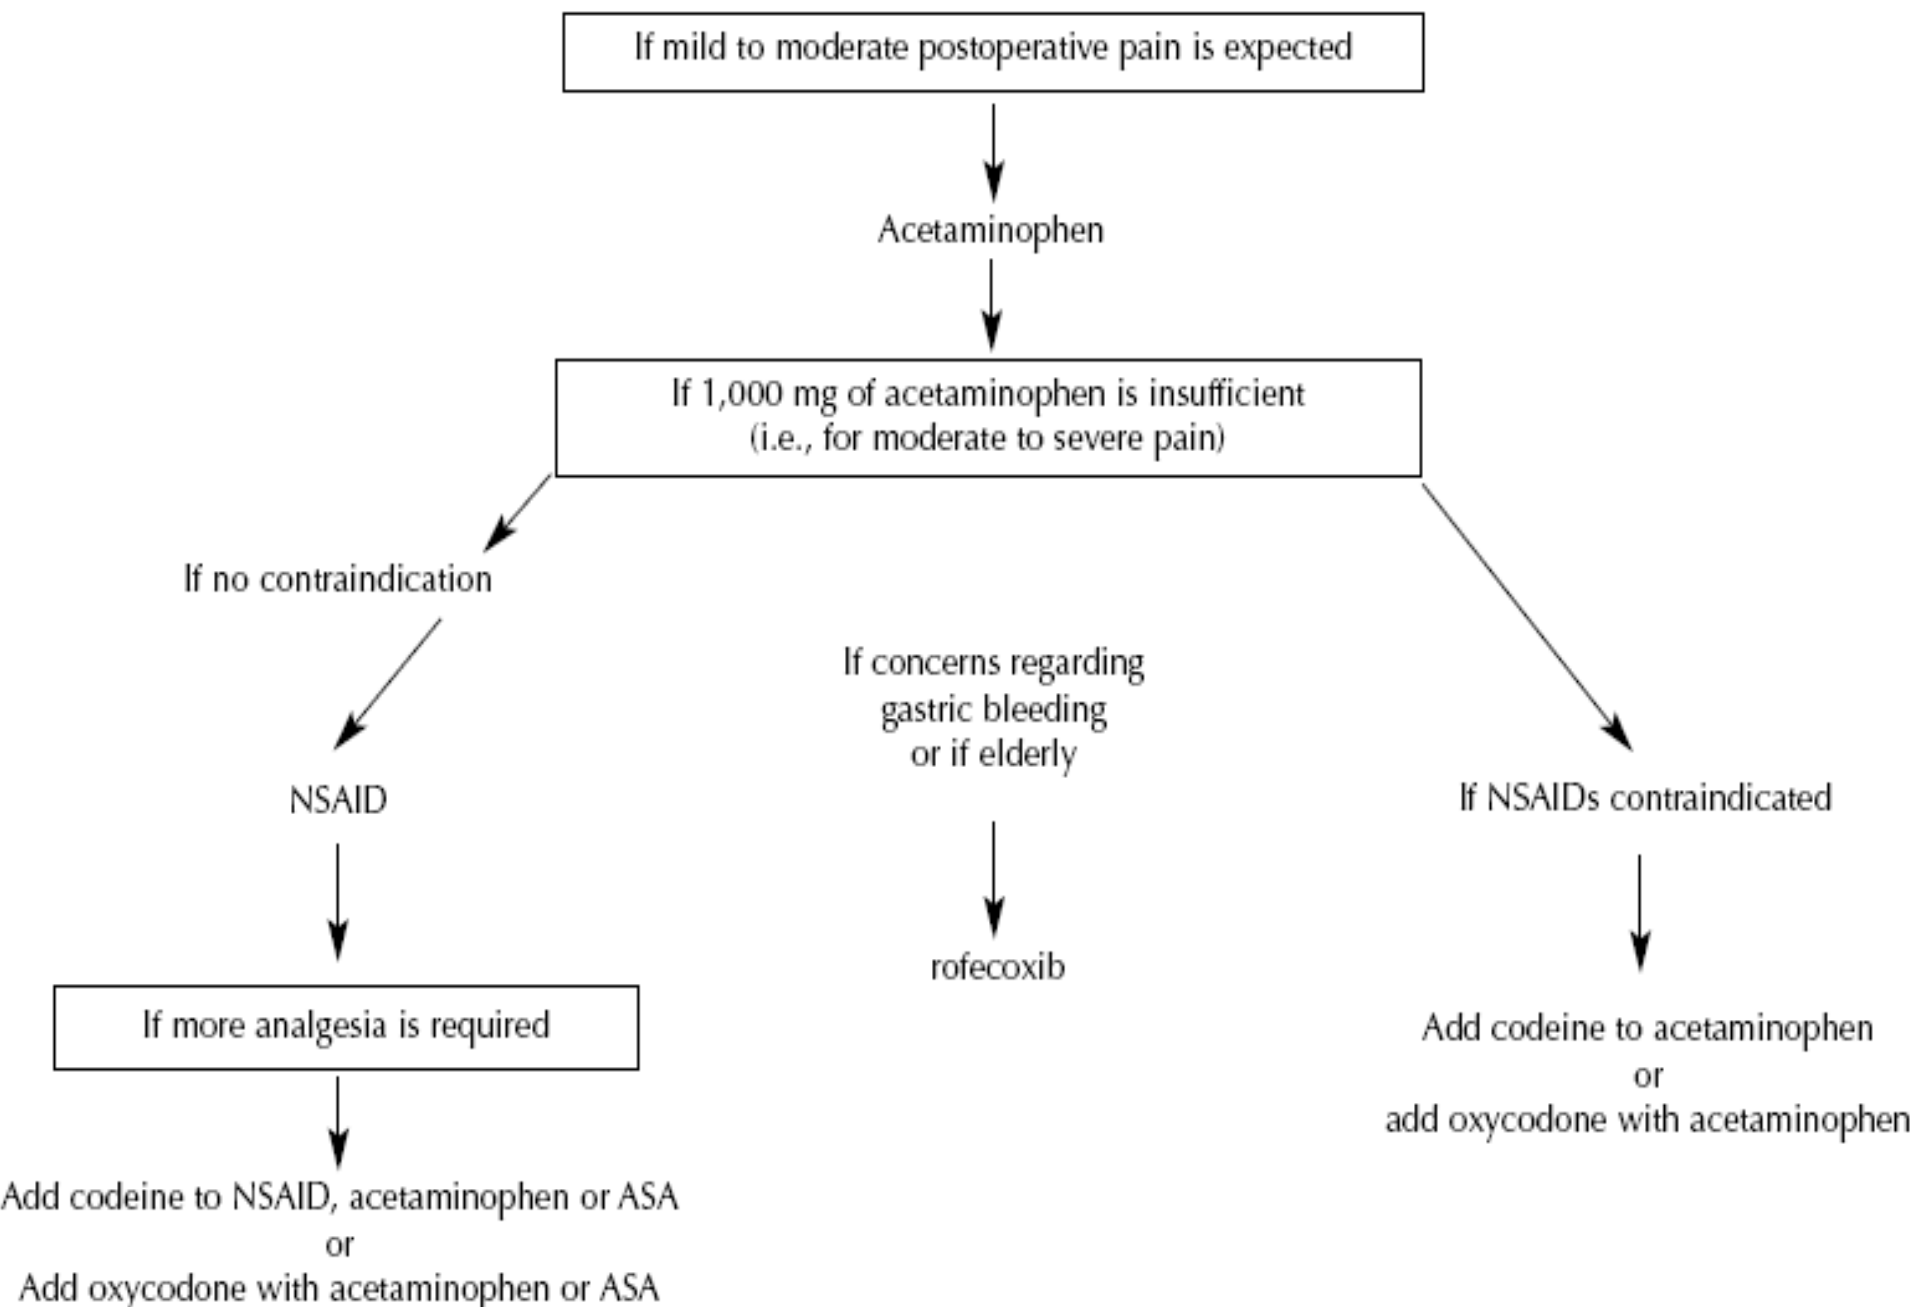 If mild to moderate postoperative pain is expected
Acetaminophen
If 1,000 mg of acetaminophen is insufficient
(i.e., for moderate to severe pain)
If no contraindication
NSAID
If more analgesia is required
Add codeine to NSAID, acetaminophen or ASA
or
Add oxycodone with acetaminophen or ASA
If concerns regarding
gastric bleeding
or if elderly
rofecoxib
If NSAIDs contraindicated
Add codeine to acetaminophen
or
add oxycodone with acetaminophen